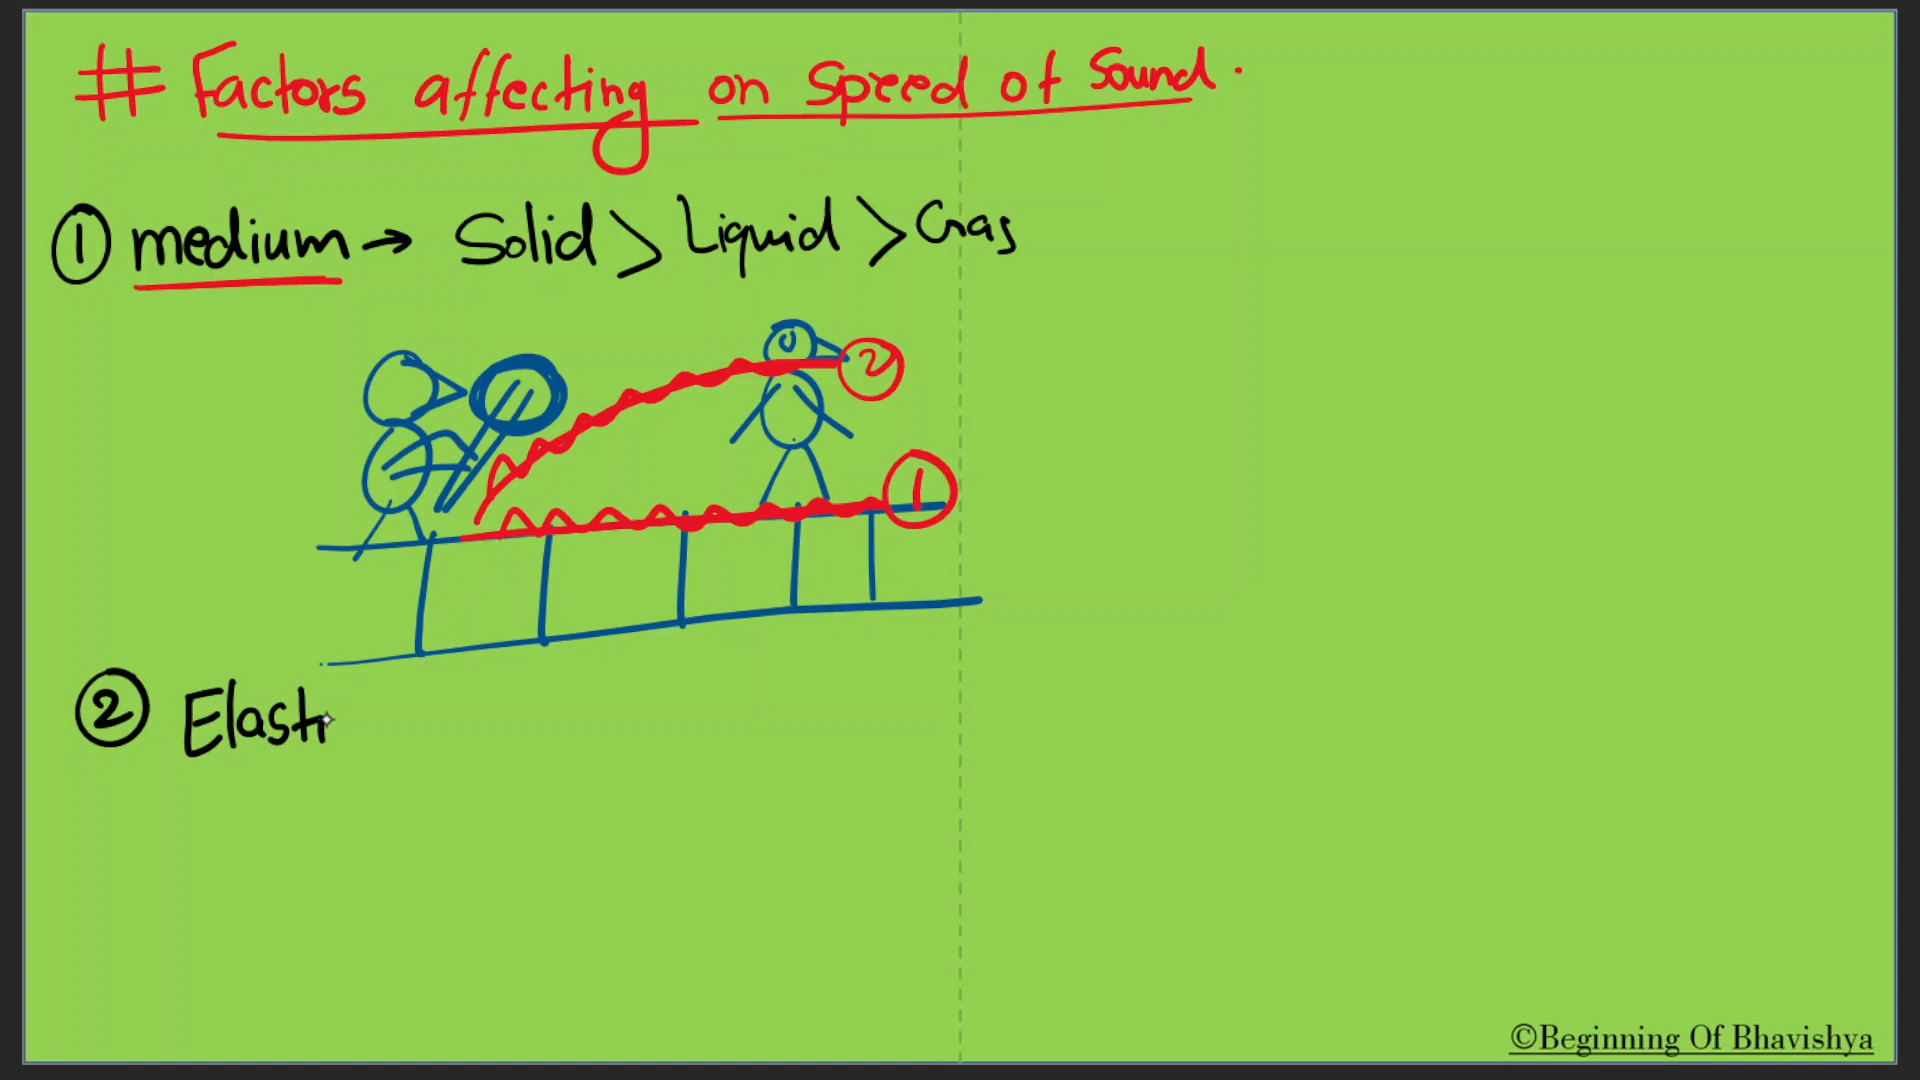 # Factors affecting on Speed of Sound.
① medium → Solid > Liquid > Gas
②
①
② Elasti
©Beginning Of Bhavishya